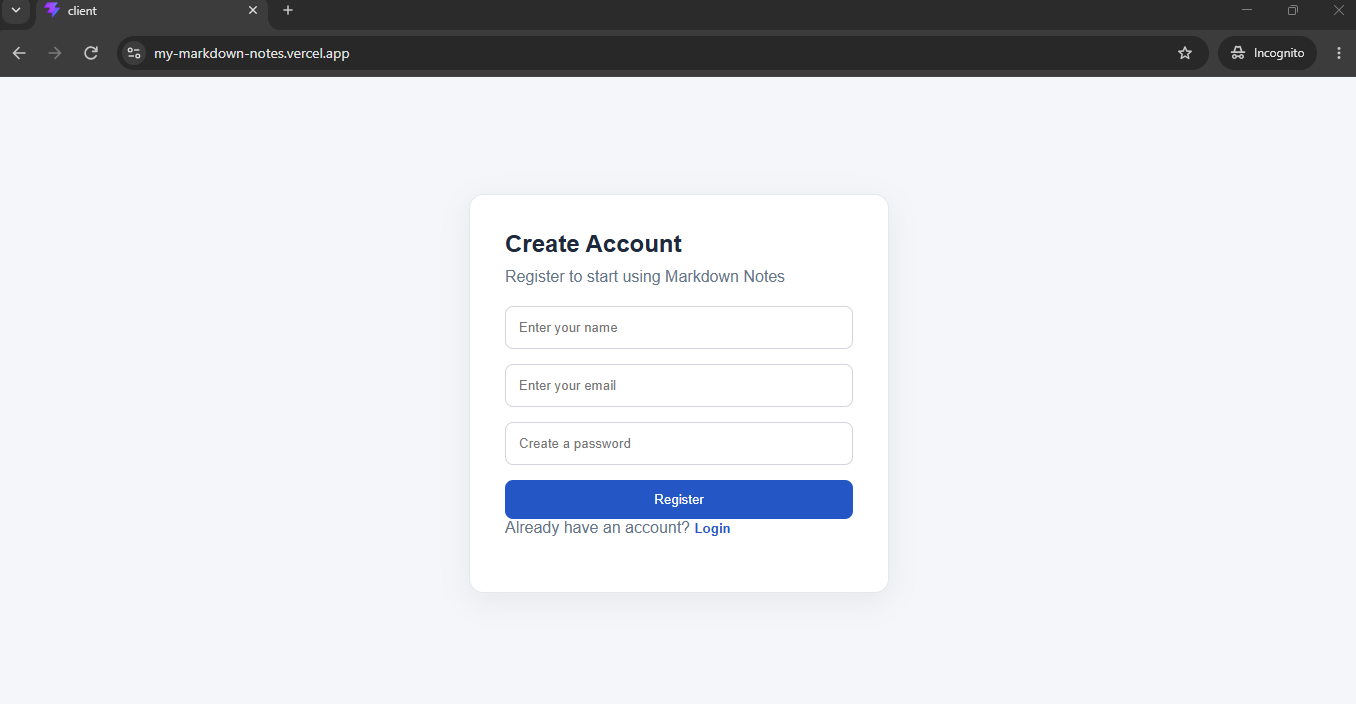 client
my-markdown-notes.vercel.app
Incognito
Create Account
Register to start using Markdown Notes
Enter your name
Enter your email
Create a password
Register
Already have an account? Login